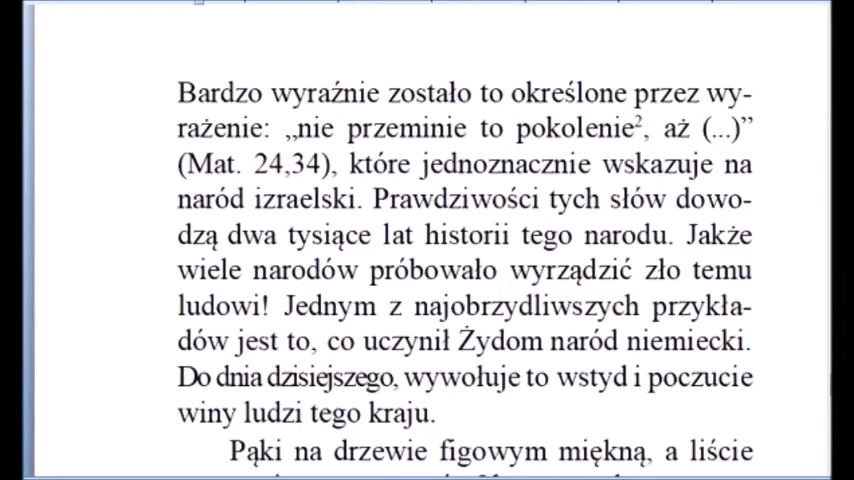 Bardzo wyraźnie zostało to określone przez wy-
rażenie: „nie przeminie to pokolenie², aż (...)”
(Mat. 24,34), które jednoznacznie wskazuje na
naród izraelski. Prawdziwości tych słów dowo-
dzą dwa tysiące lat historii tego narodu. Jakże
wiele narodów próbowało wyrządzić zło temu
ludowi! Jednym z najobrzydliwszych przykła-
dów jest to, co uczynił Żydom naród niemiecki.
Do dnia dzisiejszego, wywołuje to wstyd i poczucie
winy ludzi tego kraju.
Pąki na drzewie figowym miękną, a liście